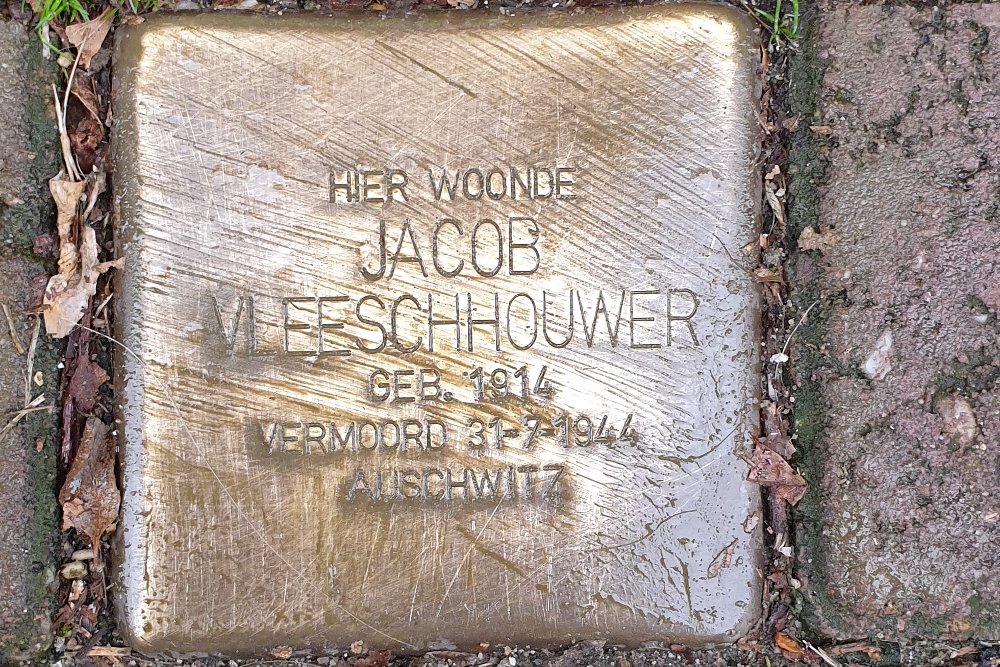 HIER WOONDE
JACOB
VLEESCHHOUWER
GEB. 1914
VERMOORD 31-7-1944
AUSCHWITZ